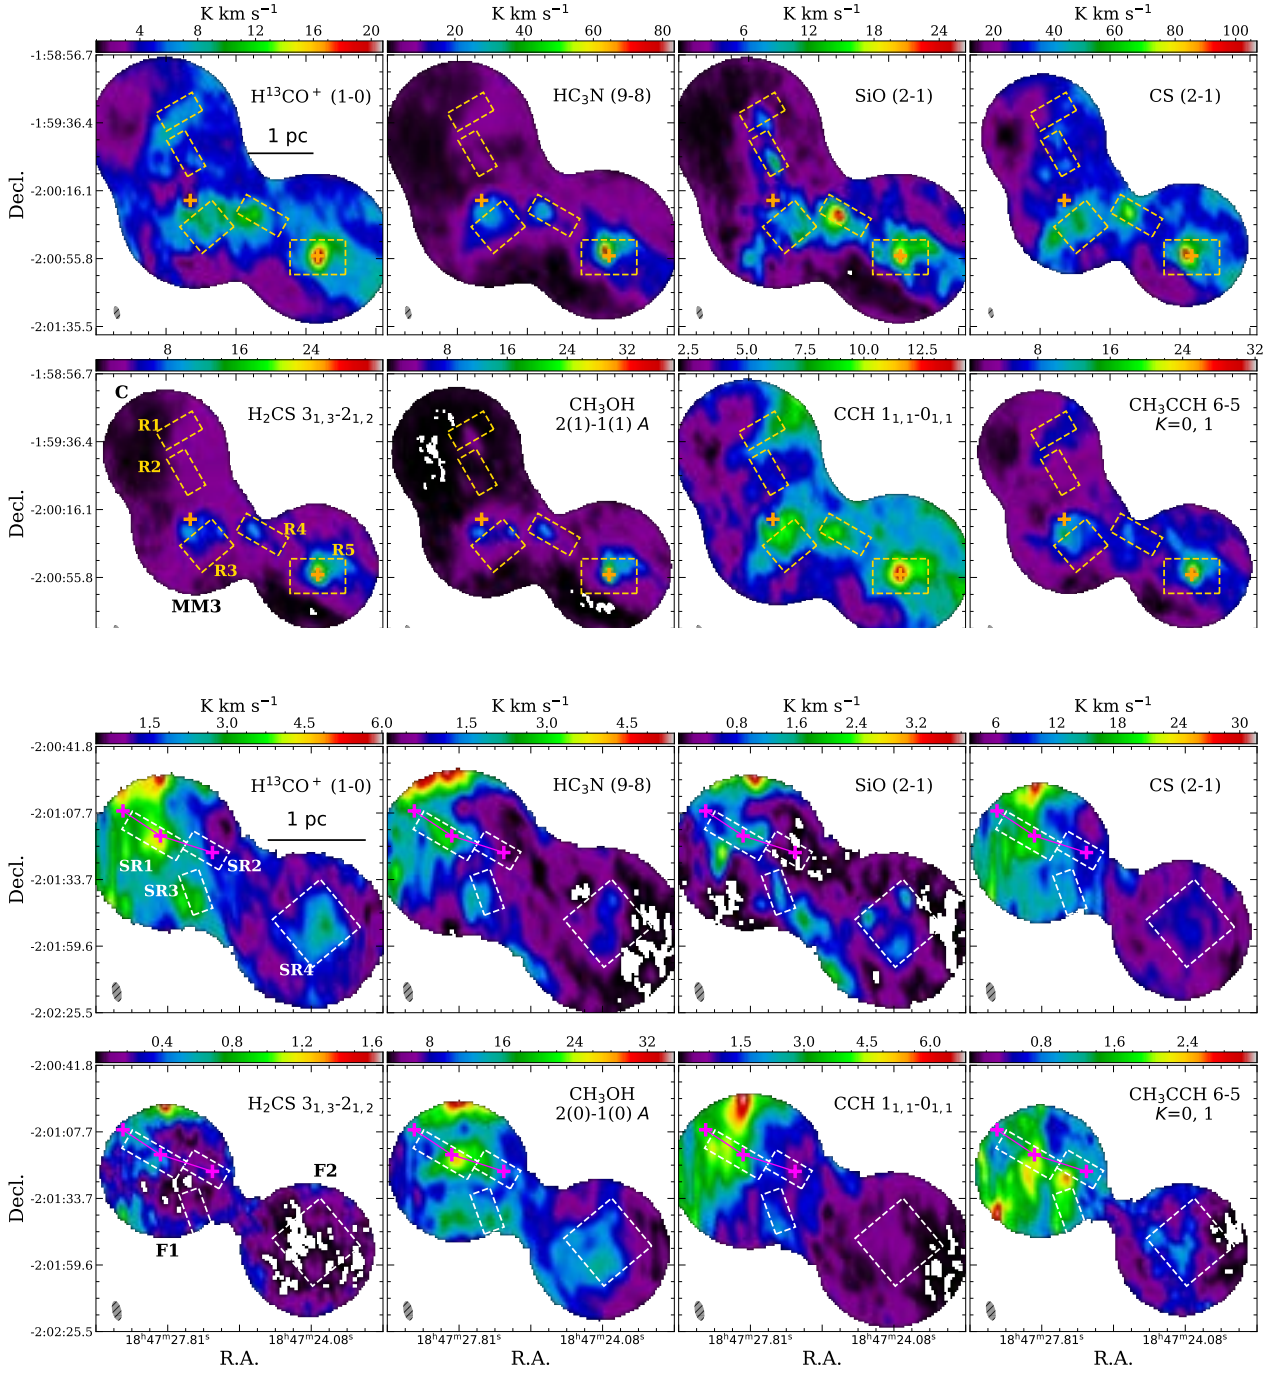 K km s⁻¹ K km s⁻¹ K km s⁻¹ K km s⁻¹
4 8 12 16 20 20 40 60 80 6 12 18 24 20 40 60 80 100
-1:58:56.7
H¹³CO⁺ (1-0) HC₃N (9-8) SiO (2-1) CS (2-1)
-1:59:36.4
1 pc
Decl.
-2:00:16.1
-2:00:55.8
-2:01:35.5
8 16 24 8 16 24 32 2.5 5.0 7.5 10.0 12.5 8 16 24 32
-1:58:56.7
C
H₂CS 3₁,₃-2₁,₂ CH₃OH 2(1)-1(1) A CCH 1₁,₁-0₁,₁ CH₃CCH 6-5 K=0, 1
R1
-1:59:36.4
R2
Decl.
-2:00:16.1
R4
R5
R3
-2:00:55.8
MM3
K km s⁻¹ K km s⁻¹ K km s⁻¹ K km s⁻¹
1.5 3.0 4.5 6.0 1.5 3.0 4.5 0.8 1.6 2.4 3.2 6 12 18 24 30
-2:00:41.8
H¹³CO⁺ (1-0) HC₃N (9-8) SiO (2-1) CS (2-1)
-2:01:07.7
1 pc
SR1 SR2
Decl.
-2:01:33.7
SR3
-2:01:59.6
SR4
-2:02:25.5
0.4 0.8 1.2 1.6 8 16 24 32 1.5 3.0 4.5 6.0 0.8 1.6 2.4
-2:00:41.8
H₂CS 3₁,₃-2₁,₂ CH₃OH 2(0)-1(0) A CCH 1₁,₁-0₁,₁ CH₃CCH 6-5 K=0, 1
-2:01:07.7
F2
Decl.
-2:01:33.7
F1
-2:01:59.6
-2:02:25.5
18ʰ47ᵐ27.81ˢ 18ʰ47ᵐ24.08ˢ 18ʰ47ᵐ27.81ˢ 18ʰ47ᵐ24.08ˢ 18ʰ47ᵐ27.81ˢ 18ʰ47ᵐ24.08ˢ 18ʰ47ᵐ27.81ˢ 18ʰ47ᵐ24.08ˢ
R.A. R.A. R.A. R.A.